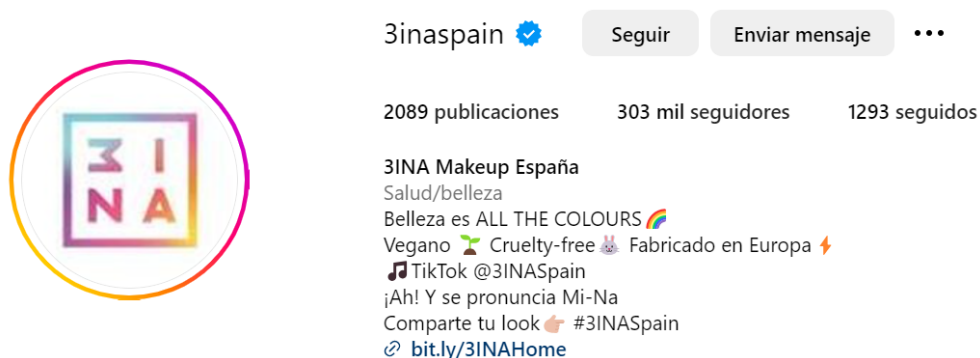 3INA
3inaspain
Seguir
Enviar mensaje
2089 publicaciones
303 mil seguidores
1293 seguidos
3INA Makeup España
Salud/belleza
Belleza es ALL THE COLOURS🌈
Vegano 🌱 Cruelty-free🐰 Fabricado en Europa⚡
🎵TikTok @3INASpain
¡Ah! Y se pronuncia Mi-Na
Comparte tu look👉🏼 #3INASpain
bit.ly/3INAHome